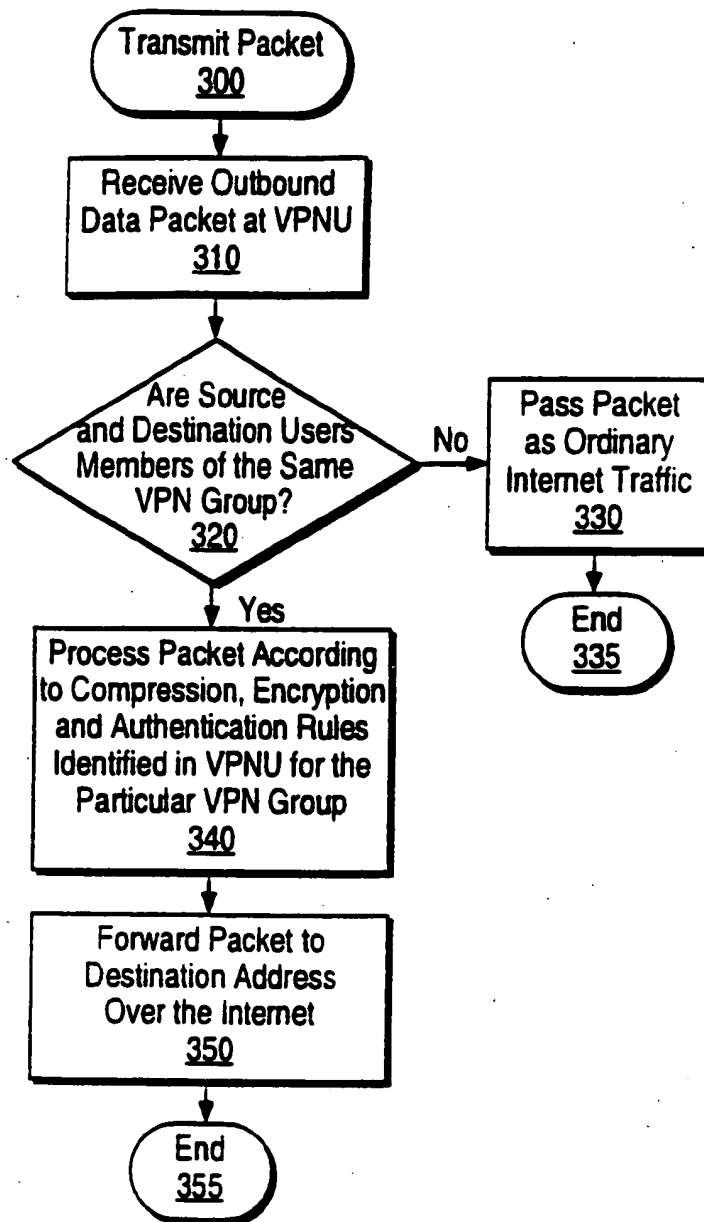 Transmit Packet
300
Receive Outbound
Data Packet at VPNU
310
Are Source
and Destination Users
Members of the Same
VPN Group?
320
No
Pass Packet
as Ordinary
Internet Traffic
330
End
335
Yes
Process Packet According
to Compression, Encryption
and Authentication Rules
Identified in VPNU for the
Particular VPN Group
340
Forward Packet to
Destination Address
Over the Internet
350
End
355